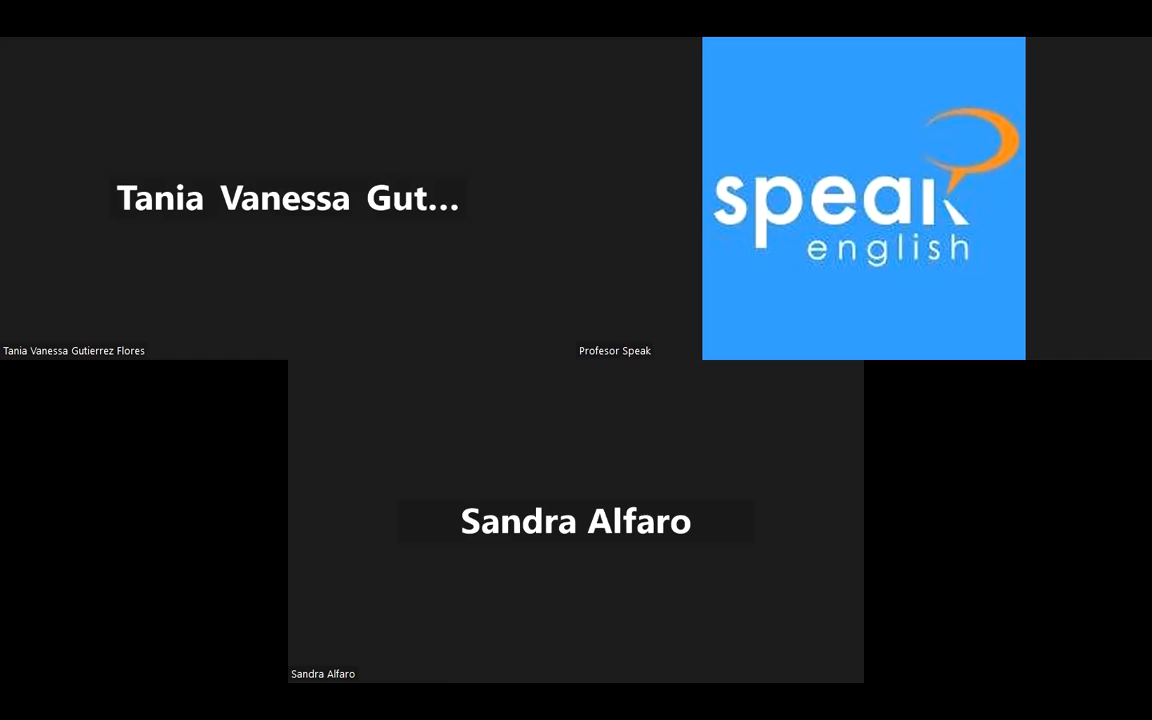 Tania Vanessa Gut...
speak
english
Tania Vanessa Gutierrez Flores
Profesor Speak
Sandra Alfaro
Sandra Alfaro